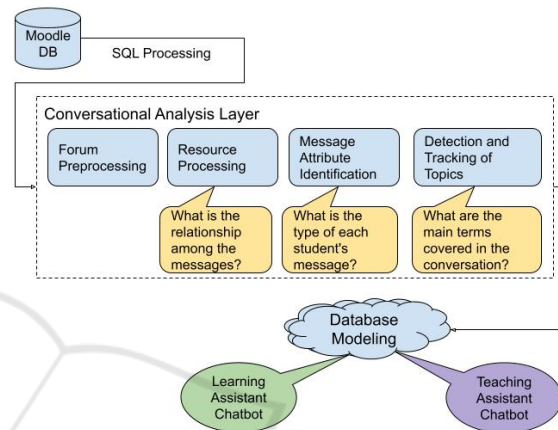 Moodle
DB
SQL Processing
Conversational Analysis Layer
Forum
Preprocessing
Resource
Processing
Message
Attribute
Identification
Detection and
Tracking of
Topics
What is the
relationship
among the
messages?
What is the
type of each
student's
message?
What are the
main terms
covered in the
conversation?
Database
Modeling
Learning
Assistant
Chatbot
Teaching
Assistant
Chatbot